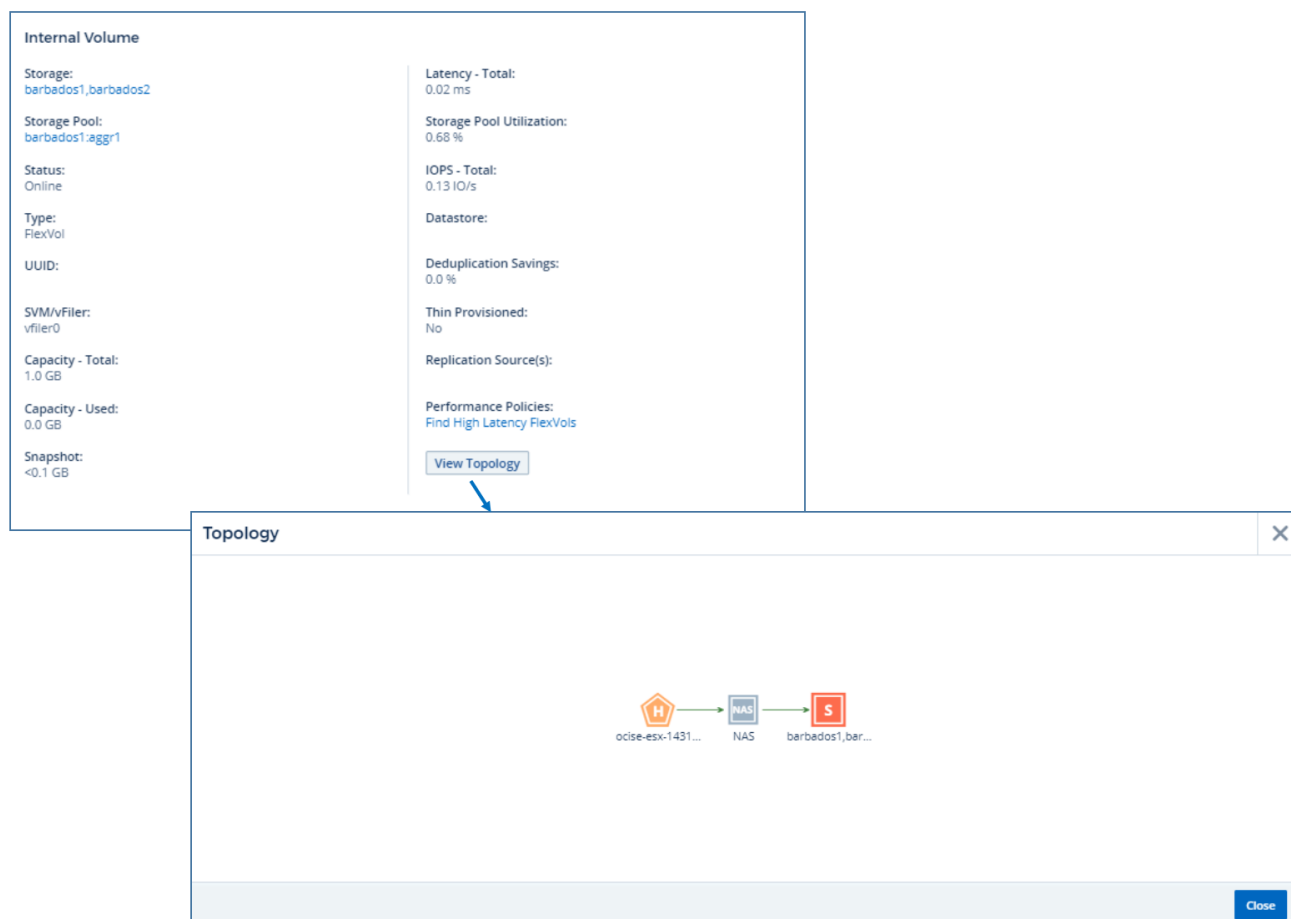 Internal Volume
Storage:
barbados1,barbados2
Storage Pool:
barbados1:aggr1
Status:
Online
Type:
FlexVol
UUID:
SVM/vFiler:
vfiler0
Capacity - Total:
1.0 GB
Capacity - Used:
0.0 GB
Snapshot:
<0.1 GB
Latency - Total:
0.02 ms
Storage Pool Utilization:
0.68 %
IOPS - Total:
0.13 IO/s
Datastore:
Deduplication Savings:
0.0 %
Thin Provisioned:
No
Replication Source(s):
Performance Policies:
Find High Latency FlexVols
View Topology
Topology
H
NAS
S
ocise-esx-1431...
NAS
barbados1,bar...
Close